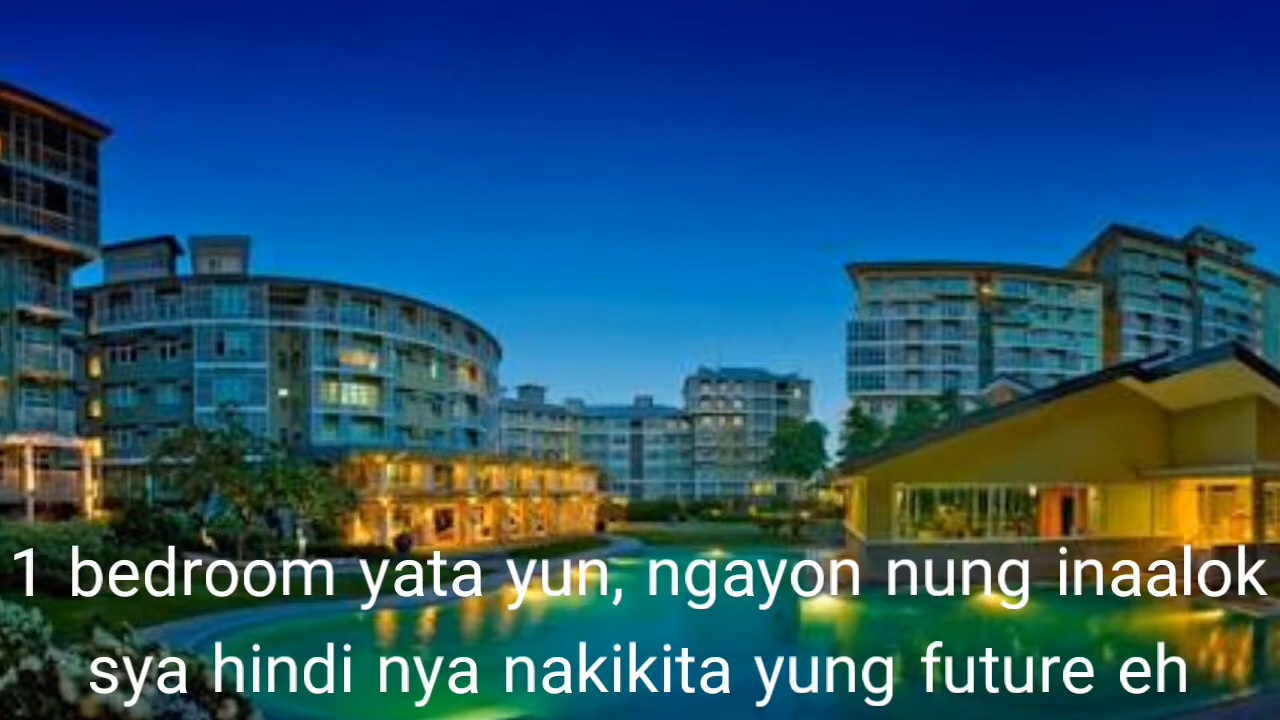 1 bedroom yata yun, ngayon nung inaalok
sya hindi nya nakikita yung future eh